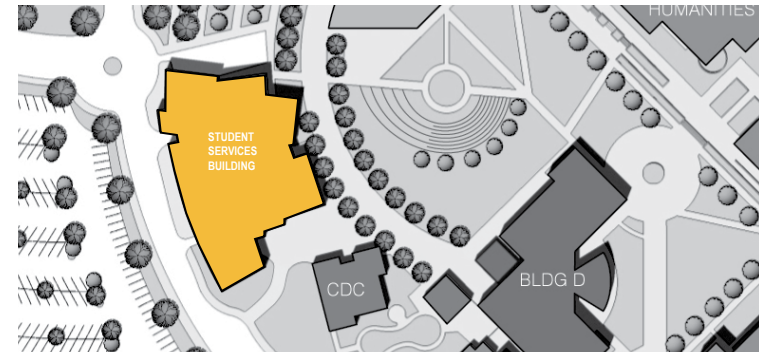 HUMANITIES
STUDENT
SERVICES
BUILDING
BLDG D
CDC